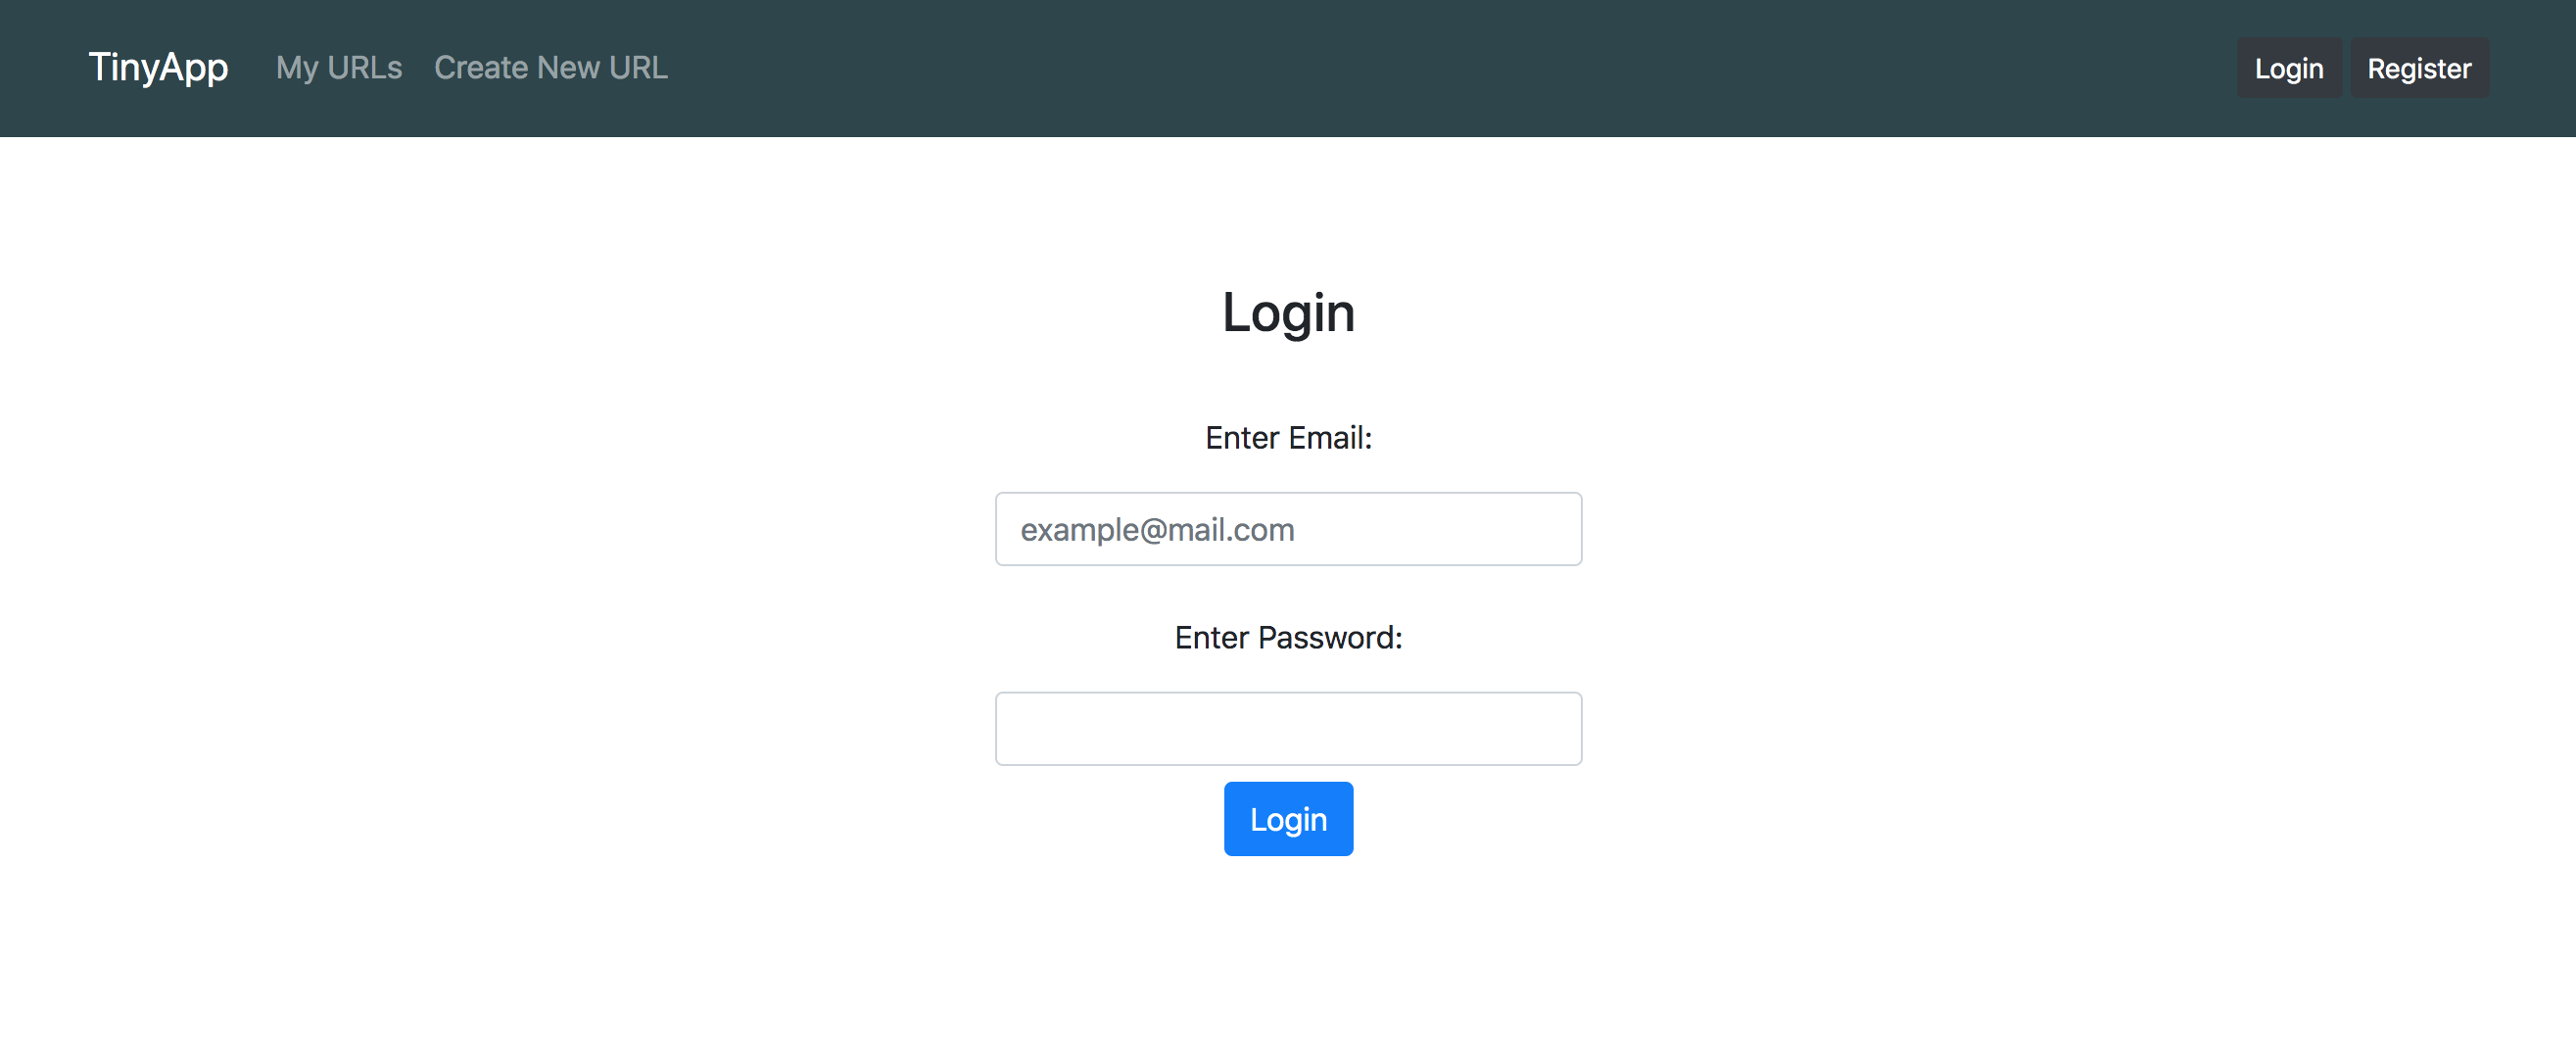 TinyApp My URLs Create New URL Login Register
Login
Enter Email:
example@mail.com
Enter Password:
Login